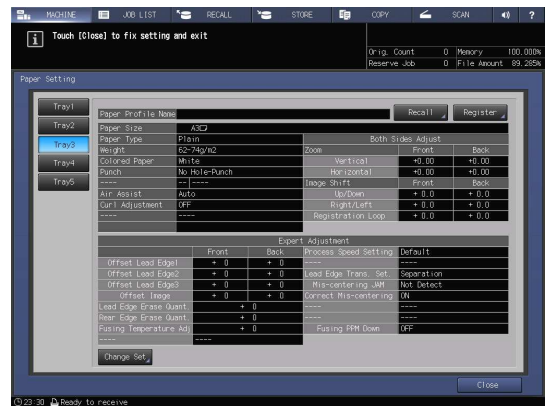 MACHINE JOB LIST RECALL STORE COPY SCAN ?
Touch [Close] to fix setting and exit
Orig. Count 0 Memory 100.000%
Reserve Job 0 File Amount 89.285%
Paper Setting
Tray1
Tray2
Tray3
Tray4
Tray5
Paper Profile Name Recall Register
Paper Size A3
Paper Type Plain Both Sides Adjust
Weight 62-74g/m2 Zoom Front Back
Colored Paper White Vertical +0.00 +0.00
Punch No Hole-Punch Horizontal +0.00 +0.00
---- -- ---- Image Shift Front Back
Air Assist Auto Up/Down + 0.0 + 0.0
Curl Adjustment OFF Right/Left + 0.0 + 0.0
---- ---- Registration Loop + 0.0 + 0.0
Expert Adjustment
Front Back Process Speed Setting Default
Offset Lead Edge1 + 0 + 0 ---- ----
Offset Lead Edge2 + 0 + 0 Lead Edge Trans. Set. Separation
Offset Lead Edge3 + 0 + 0 Mis-centering JAM Not Detect
Offset Image + 0 + 0 Correct Mis-centering ON
Lead Edge Erase Quant. + 0 ---- ----
Rear Edge Erase Quant. + 0 ---- ----
Fusing Temperature Adj + 0 Fusing PPM Down OFF
---- ----
Change Set
Close
23:30 Ready to receive